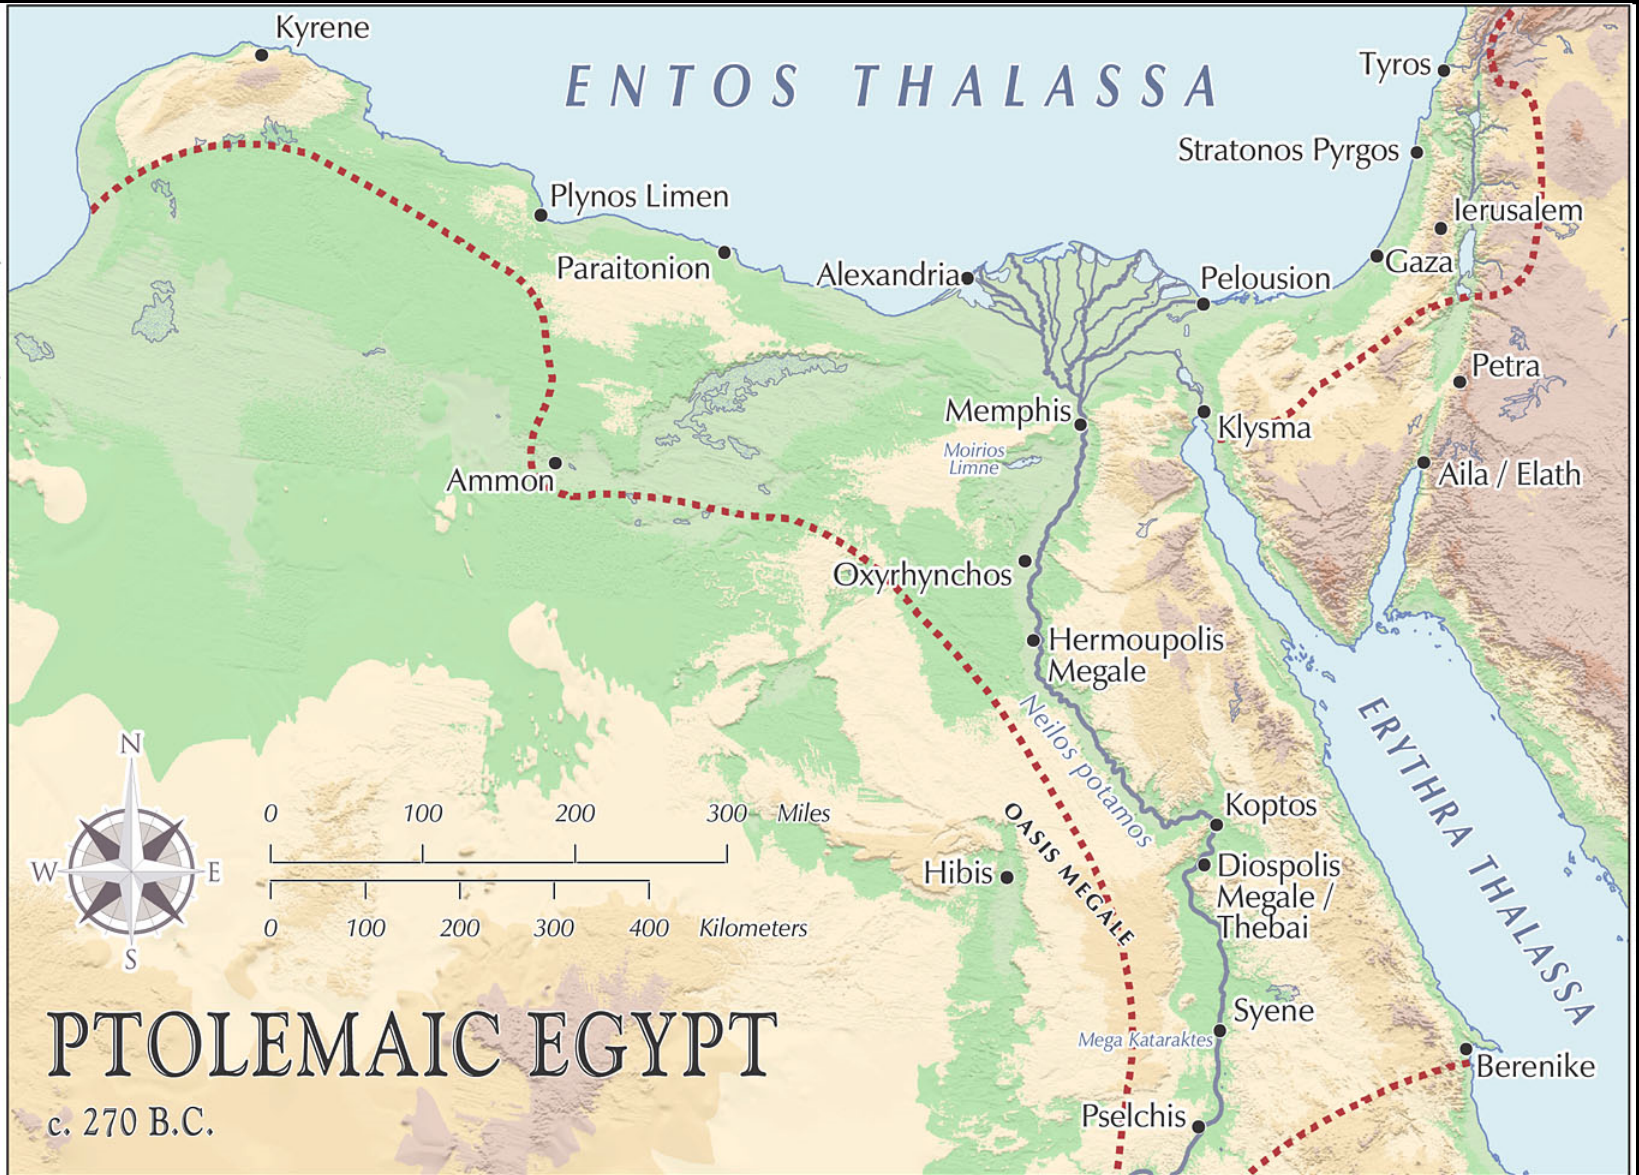 Kyrene
ENTOS THALASSA
Tyros
Stratonos Pyrgos
Plynos Limen
Ierusalem
Paraitonion
Alexandria
Pelousion
Gaza
Petra
Memphis
Klysma
Moirios
Limne
Ammon
Aila / Elath
Oxyrhynchos
Hermoupolis
Megale
Neilos potamos
ERYTHRA THALASSA
N
W
E
S
0 100 200 300 Miles
0 100 200 300 400 Kilometers
Koptos
OASIS MEGALE
Hibis
Diospolis
Megale /
Thebai
Syene
Mega Kataraktes
PTOLEMAIC EGYPT
c. 270 B.C.
Berenike
Pselchis